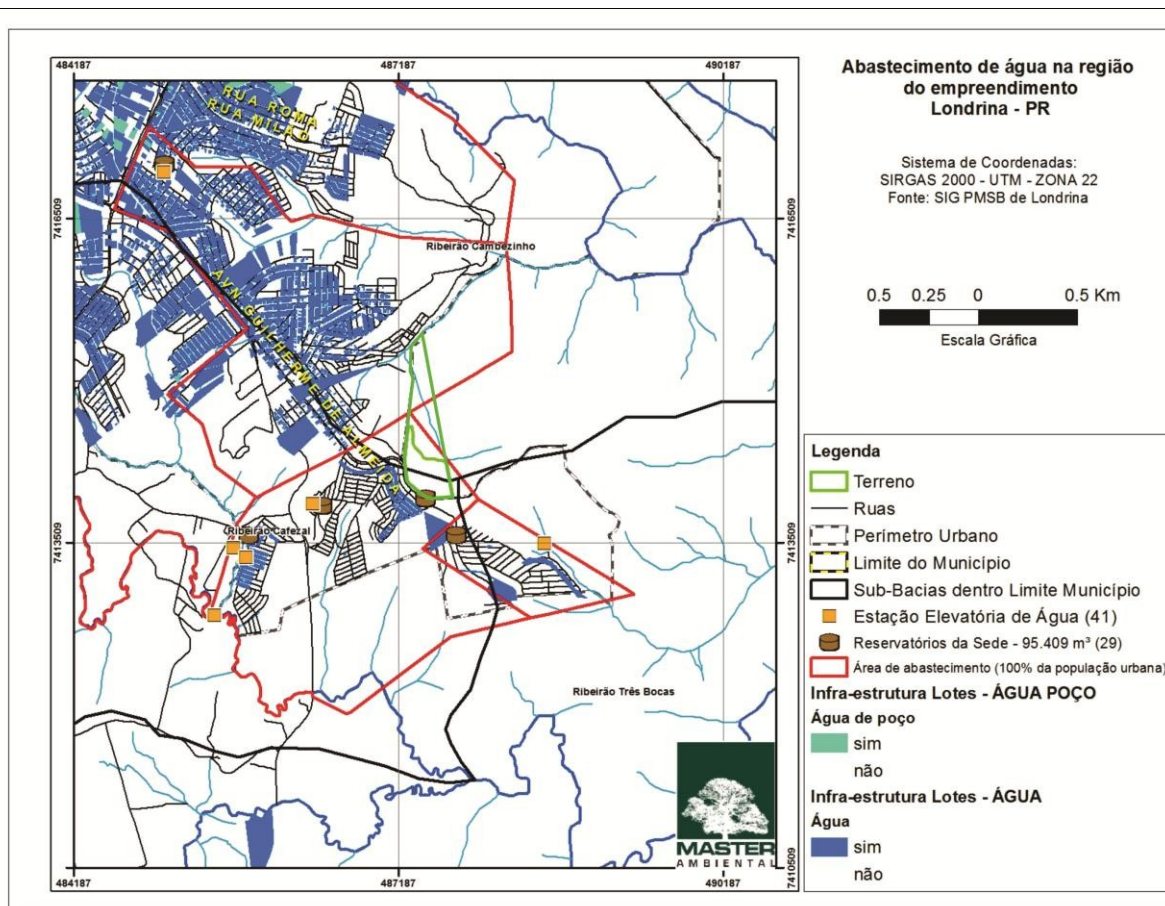 484187
487187
490187
7416509
7416509
RUA ROMA
RUA MILÃO
AVN. GUILHERME DE ALMEIDA
Ribeirão Cambezinho
Ribeirão Cafezal
7413509
7413509
Ribeirão Três Bocas
MASTER
AMBIENTAL
484187
487187
490187
7410509
Abastecimento de água na região
do empreendimento
Londrina - PR
Sistema de Coordenadas:
SIRGAS 2000 - UTM - ZONA 22
Fonte: SIG PMSB de Londrina
0.5 0.25 0 0.5 Km
Escala Gráfica
Legenda
Terreno
Ruas
Perímetro Urbano
Limite do Município
Sub-Bacias dentro Limite Município
Estação Elevatória de Água (41)
Reservatórios da Sede - 95.409 m³ (29)
Área de abastecimento (100% da população urbana)
Infra-estrutura Lotes - ÁGUA POÇO
Água de poço
sim
não
Infra-estrutura Lotes - ÁGUA
Água
sim
não